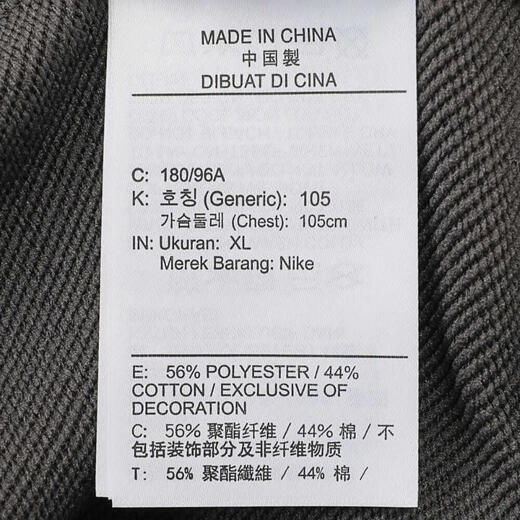 MADE IN CHINA
中国製
DIBUAT DI CINA
C: 180/96A
K: 호칭 (Generic): 105
가슴둘레 (Chest): 105cm
IN: Ukuran: XL
Merek Barang: Nike
E: 56% POLYESTER / 44%
COTTON / EXCLUSIVE OF
DECORATION
C: 56% 聚酯纤维 / 44% 棉 / 不
包括装饰部分及非纤维物质
T: 56% 聚酯纖維 / 44% 棉 /